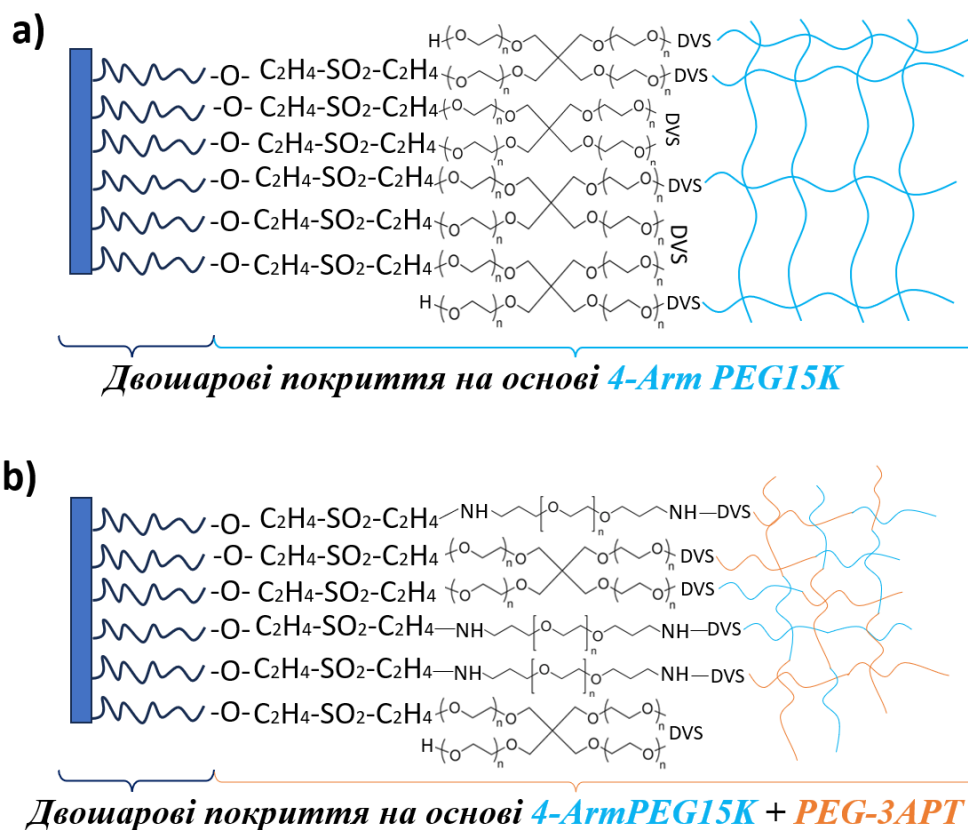 a)
H-(O~O)n-O O-(O~O)n DVS
-O- C₂H₄-SO₂-C₂H₄-(O~O)n-O O-(O~O)n-DVS
-O- C₂H₄-SO₂-C₂H₄-(O~O)n-O O-(O~O)n
DVS
-O- C₂H₄-SO₂-C₂H₄-(O~O)n-O O-(O~O)n
-O- C₂H₄-SO₂-C₂H₄-(O~O)n-O O-(O~O)n-DVS
-O- C₂H₄-SO₂-C₂H₄-(O~O)n-O O-(O~O)n
DVS
-O- C₂H₄-SO₂-C₂H₄-(O~O)n-O O-(O~O)n
H-(O~O)n-O O-(O~O)n-DVS
Двошарові покриття на основі 4-Arm PEG15K
b)
-O- C₂H₄-SO₂-C₂H₄-NH-[O]n-O-NH-DVS
-O- C₂H₄-SO₂-C₂H₄-(O~O)n-O O-(O~O)n-DVS
-O- C₂H₄-SO₂-C₂H₄-(O~O)n-O O-(O~O)n-DVS
-O- C₂H₄-SO₂-C₂H₄-NH-[O]n-O-NH-DVS
-O- C₂H₄-SO₂-C₂H₄-NH-[O]n-O-NH-DVS
-O- C₂H₄-SO₂-C₂H₄-(O~O)n-O O-(O~O)n
DVS
H-(O~O)n-O O-(O~O)n
Двошарові покриття на основі 4-ArmPEG15K + PEG-3APT